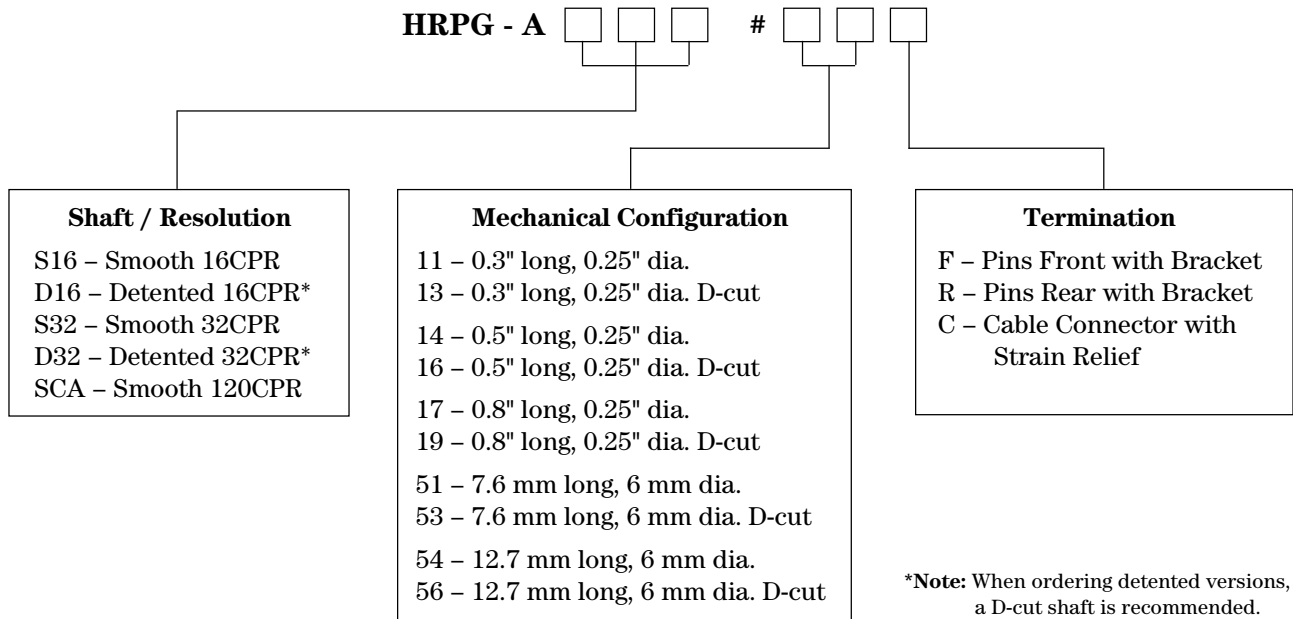 HRPG - A #
Shaft / Resolution
S16 – Smooth 16CPR
D16 – Detented 16CPR*
S32 – Smooth 32CPR
D32 – Detented 32CPR*
SCA – Smooth 120CPR
Mechanical Configuration
11 – 0.3" long, 0.25" dia.
13 – 0.3" long, 0.25" dia. D-cut
14 – 0.5" long, 0.25" dia.
16 – 0.5" long, 0.25" dia. D-cut
17 – 0.8" long, 0.25" dia.
19 – 0.8" long, 0.25" dia. D-cut
51 – 7.6 mm long, 6 mm dia.
53 – 7.6 mm long, 6 mm dia. D-cut
54 – 12.7 mm long, 6 mm dia.
56 – 12.7 mm long, 6 mm dia. D-cut
Termination
F – Pins Front with Bracket
R – Pins Rear with Bracket
C – Cable Connector with
Strain Relief
*Note: When ordering detented versions,
a D-cut shaft is recommended.